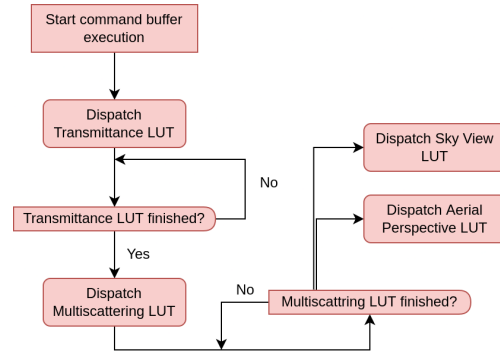 Start command buffer
execution
Dispatch
Transmittance LUT
No
Transmittance LUT finished?
Yes
Dispatch
Multiscattering LUT
No
Multiscattring LUT finished?
Dispatch Sky View
LUT
Dispatch Aerial
Perspective LUT